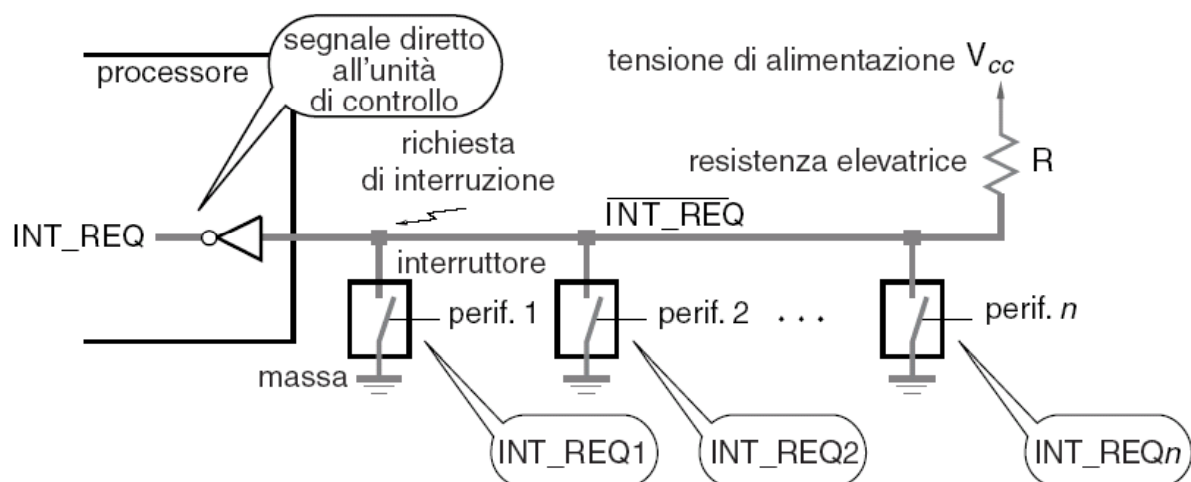 segnale diretto
all'unità
di controllo
processore
tensione di alimentazione Vcc
richiesta
di interruzione
resistenza elevatrice R
INT_REQ
INT_REQ
interruttore
perif. 1
perif. 2
. . .
perif. n
massa
INT_REQ1
INT_REQ2
INT_REQn